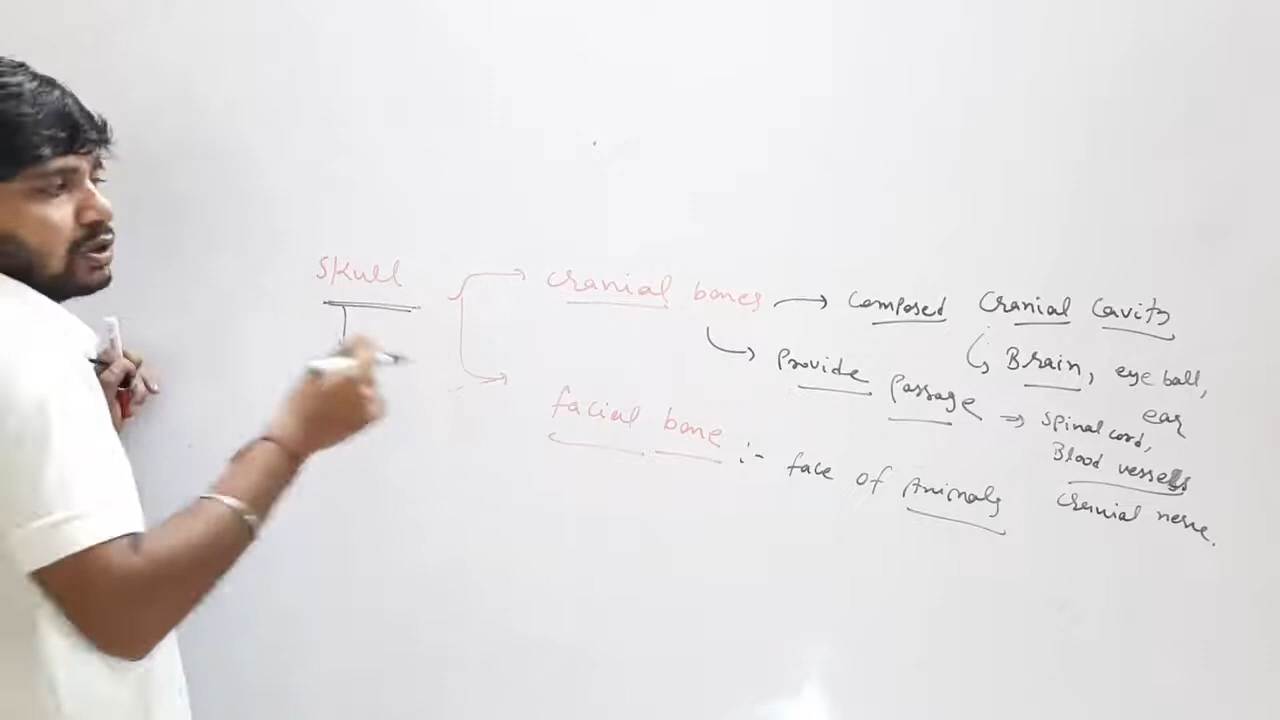 Skull
cranial bones → Composed Cranial Cavity
Brain, eye ball,
ear
Provide Passage ⇒ Spinal cord,
Blood vessels
Cranial nerve.
facial bone :- face of Animals